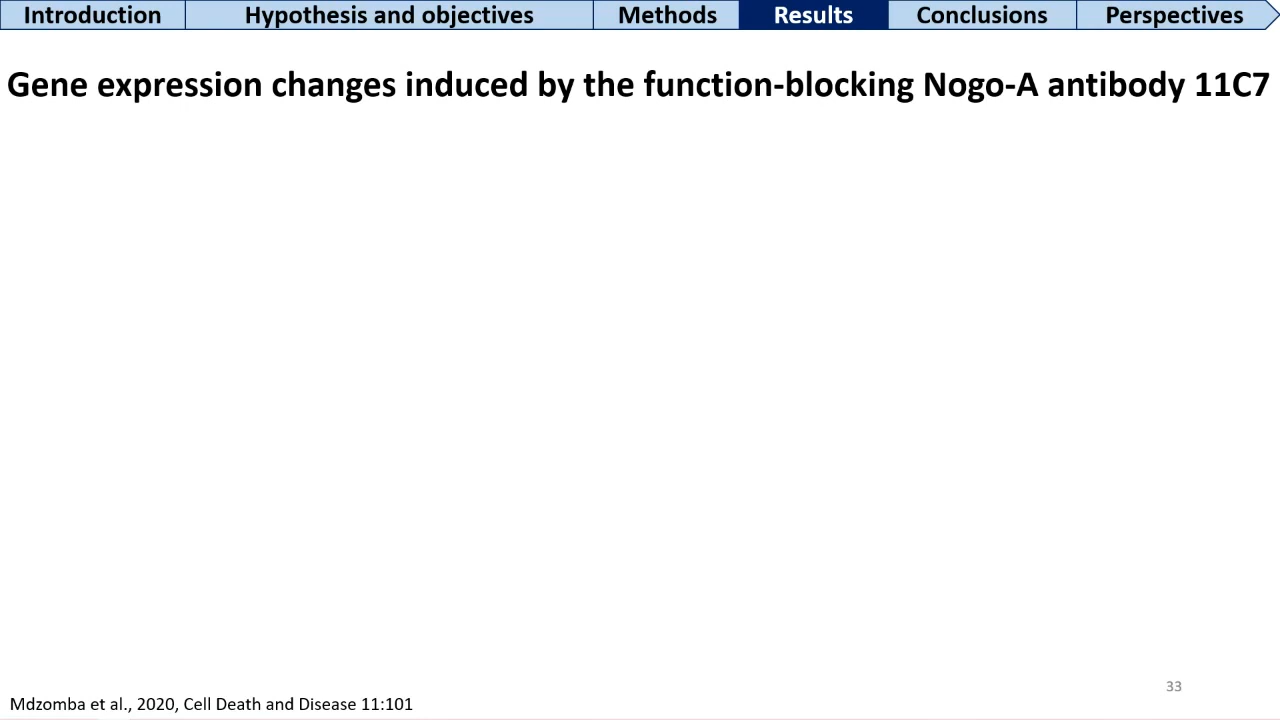 Introduction Hypothesis and objectives Methods Results Conclusions Perspectives
Gene expression changes induced by the function-blocking Nogo-A antibody 11C7
33
Mdzomba et al., 2020, Cell Death and Disease 11:101